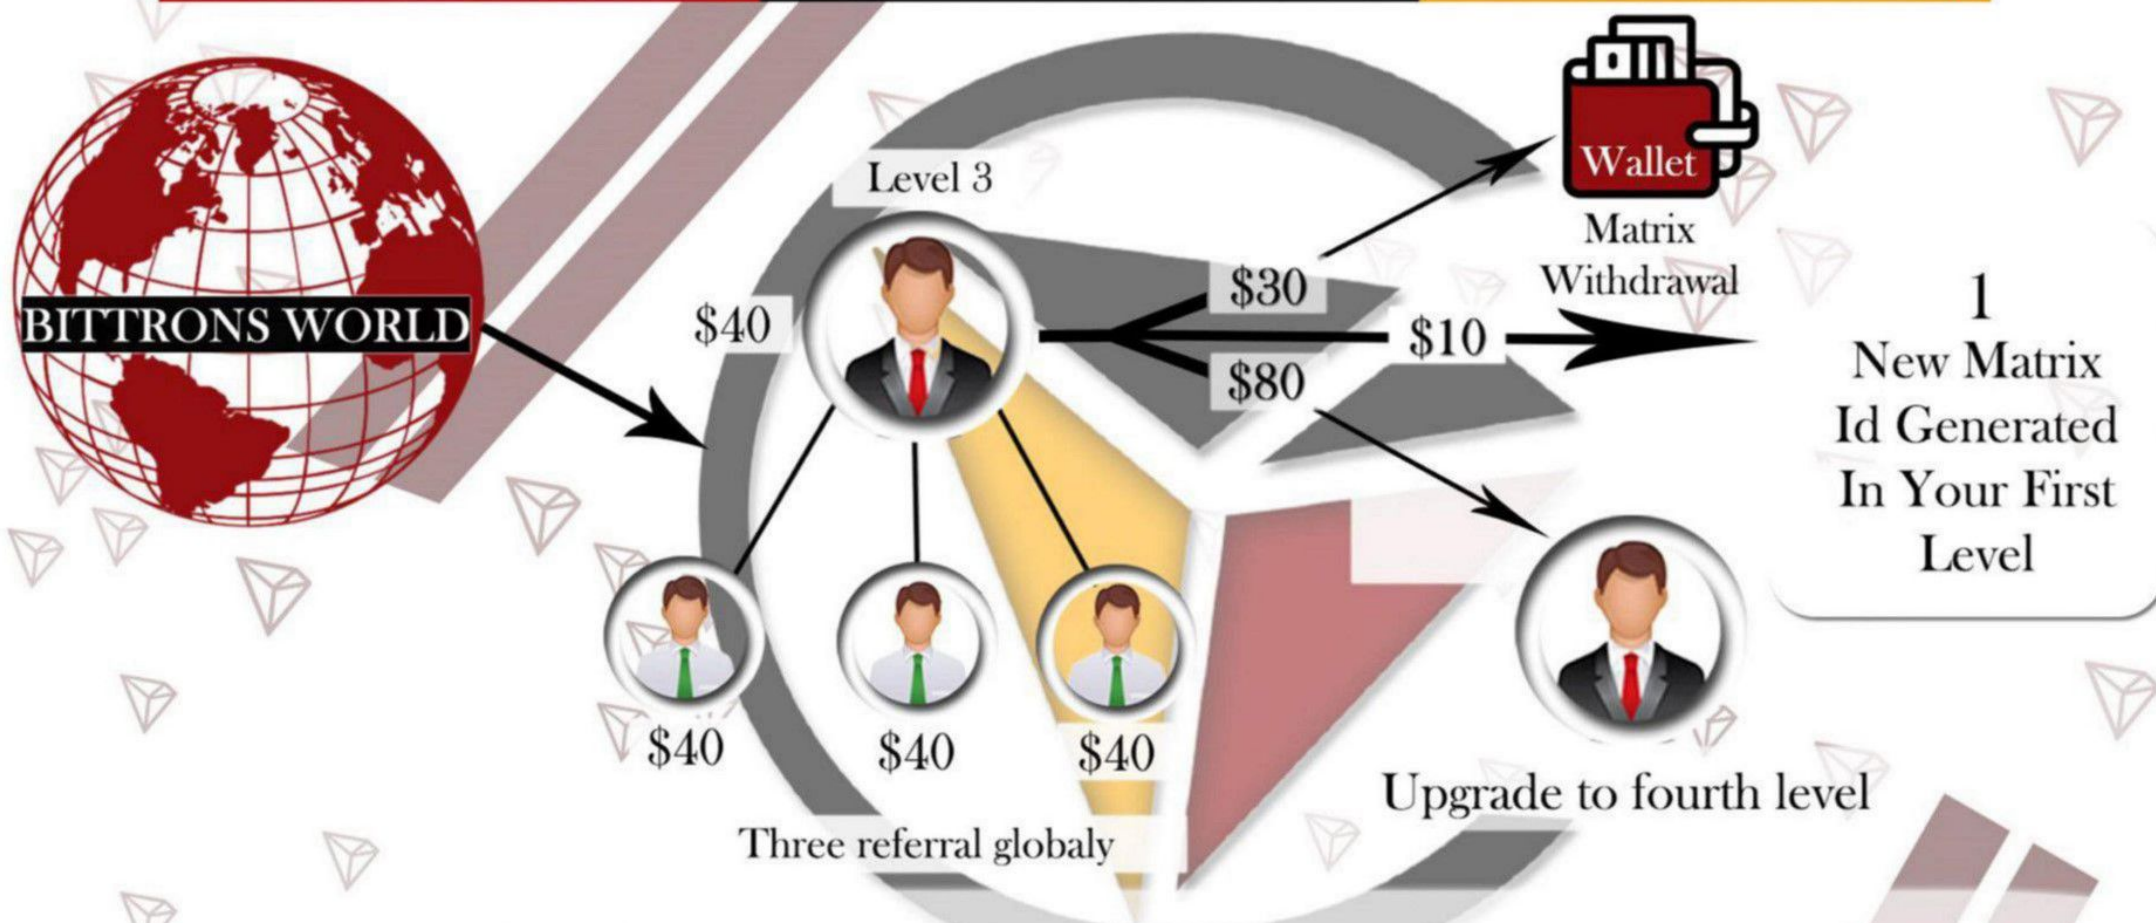 BITTRONS WORLD
Level 3
$40
$30
$10
$80
Wallet
Matrix
Withdrawal
1
New Matrix
Id Generated
In Your First
Level
$40
$40
$40
Three referral globaly
Upgrade to fourth level